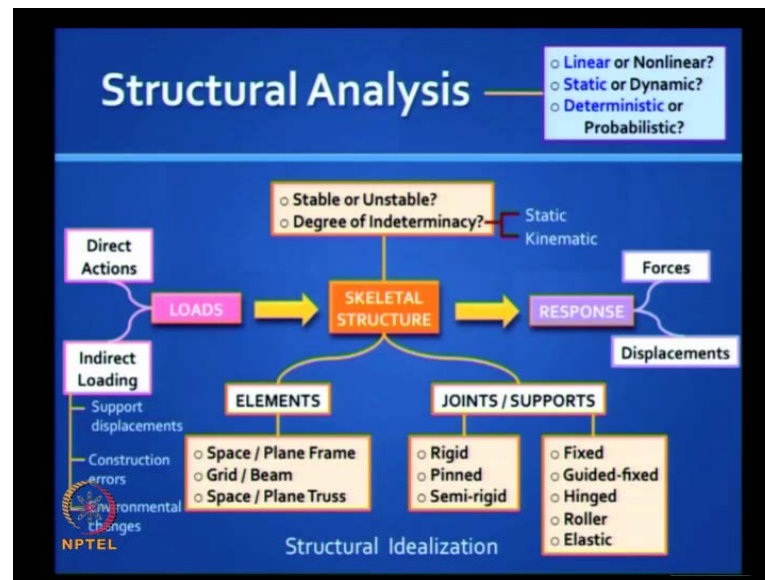 Structural Analysis
○ Linear or Nonlinear?
○ Static or Dynamic?
○ Deterministic or
Probabilistic?
○ Stable or Unstable?
○ Degree of Indeterminacy?
Static
Kinematic
Direct
Actions
LOADS
Indirect
Loading
Support
displacements
Construction
errors
Environmental
changes
SKELETAL
STRUCTURE
RESPONSE
Forces
Displacements
ELEMENTS
○ Space / Plane Frame
○ Grid / Beam
○ Space / Plane Truss
JOINTS / SUPPORTS
○ Rigid
○ Pinned
○ Semi-rigid
○ Fixed
○ Guided-fixed
○ Hinged
○ Roller
○ Elastic
NPTEL
Structural Idealization